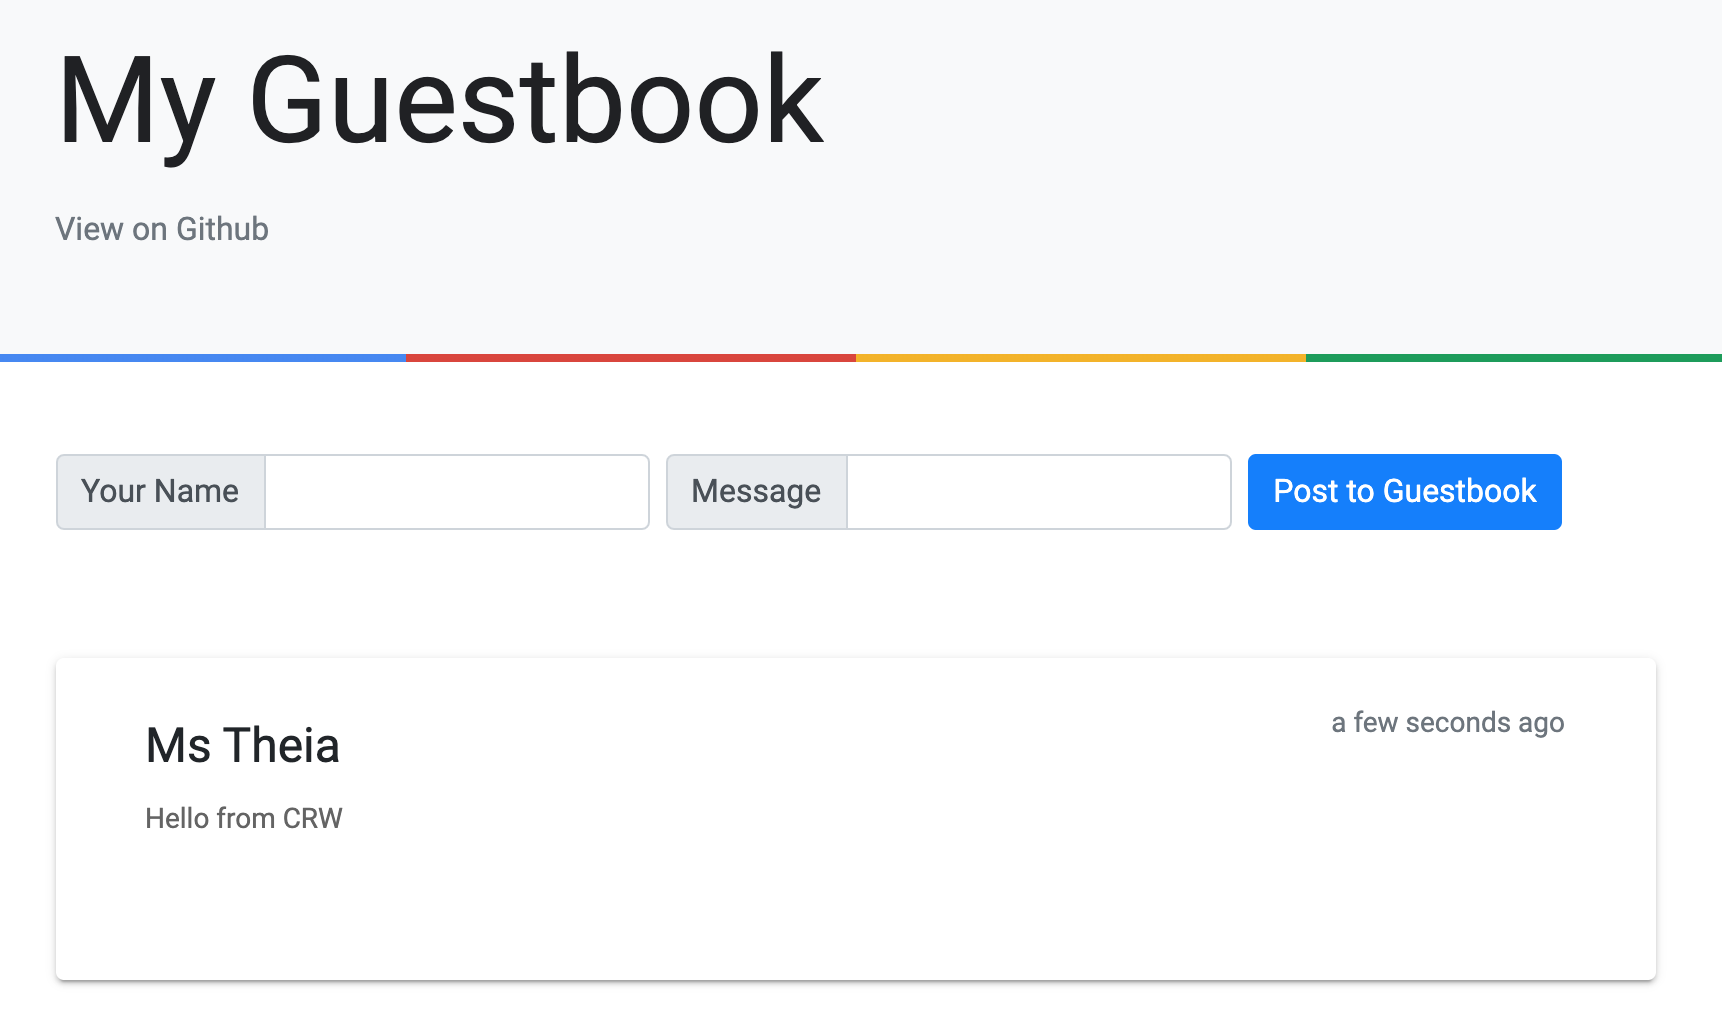 My Guestbook
View on Github
Your Name
Message
Post to Guestbook
Ms Theia
a few seconds ago
Hello from CRW